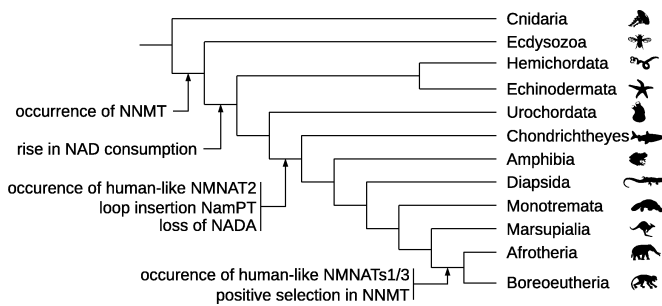 Cnidaria
Ecdysozoa
Hemichordata
Echinodermata
occurrence of NNMT
Urochordata
Chondrichtheyes
rise in NAD consumption
Amphibia
occurence of human-like NMNAT2
loop insertion NamPT
loss of NADA
Diapsida
Monotremata
Marsupialia
Afrotheria
occurence of human-like NMNATs1/3
positive selection in NNMT
Boreoeutheria